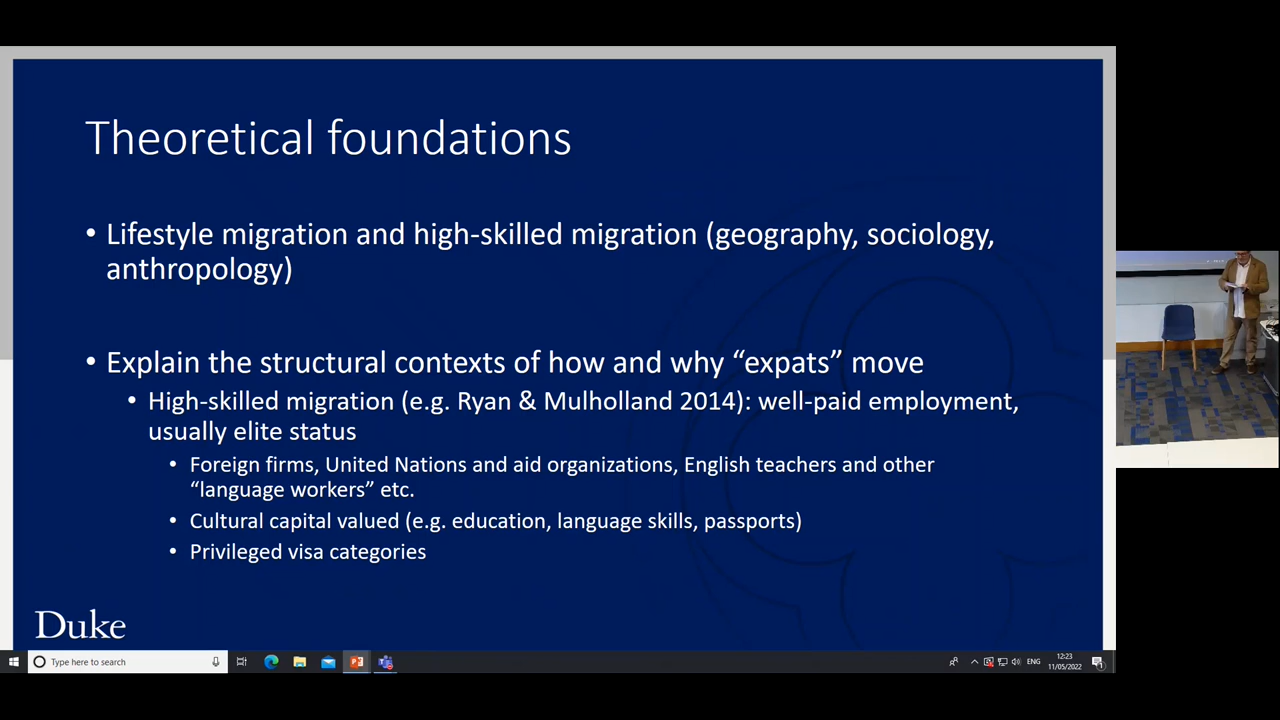 Theoretical foundations
• Lifestyle migration and high-skilled migration (geography, sociology,
anthropology)
• Explain the structural contexts of how and why “expats” move
• High-skilled migration (e.g. Ryan & Mulholland 2014): well-paid employment,
usually elite status
• Foreign firms, United Nations and aid organizations, English teachers and other
“language workers” etc.
• Cultural capital valued (e.g. education, language skills, passports)
• Privileged visa categories
Duke
Type here to search
ENG
12:23
11/05/2022